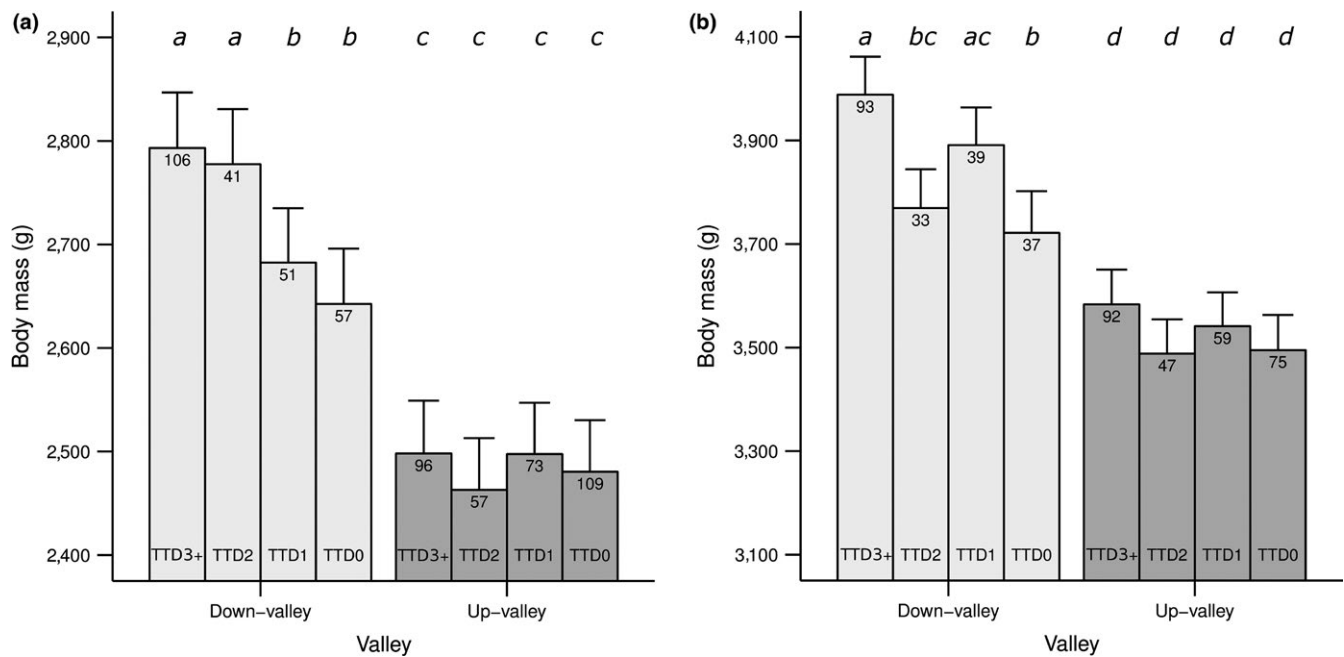 (a)
Body mass (g)
2,900
2,800
2,700
2,600
2,500
2,400
a a b b c c c c
106 41 51 57 96 57 73 109
TTD3+ TTD2 TTD1 TTD0 TTD3+ TTD2 TTD1 TTD0
Down–valley Up–valley
Valley
(b)
Body mass (g)
4,100
3,900
3,700
3,500
3,300
3,100
a bc ac b d d d d
93 33 39 37 92 47 59 75
TTD3+ TTD2 TTD1 TTD0 TTD3+ TTD2 TTD1 TTD0
Down–valley Up–valley
Valley